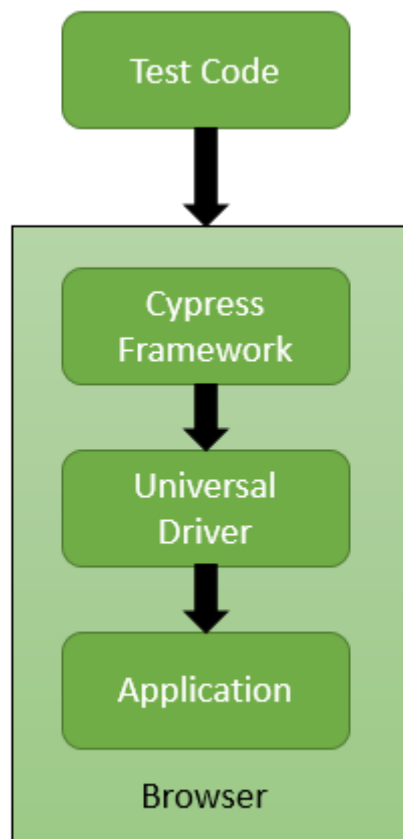 Test Code
Cypress
Framework
Universal
Driver
Application
Browser